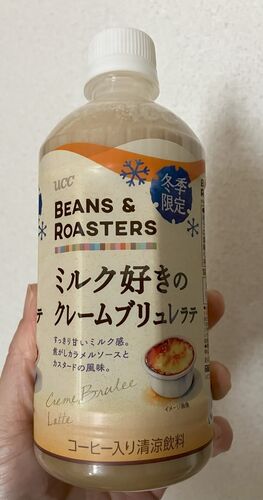 ucc
冬季
限定
BEANS &
ROASTERS
ミルク好きの
クレームブリュレラテ
すっきり甘いミルク感。
焦がしカラメルソースと
カスタードの風味。
Creme Brulee
Latte
イメージ画像
コーヒー入り清涼飲料